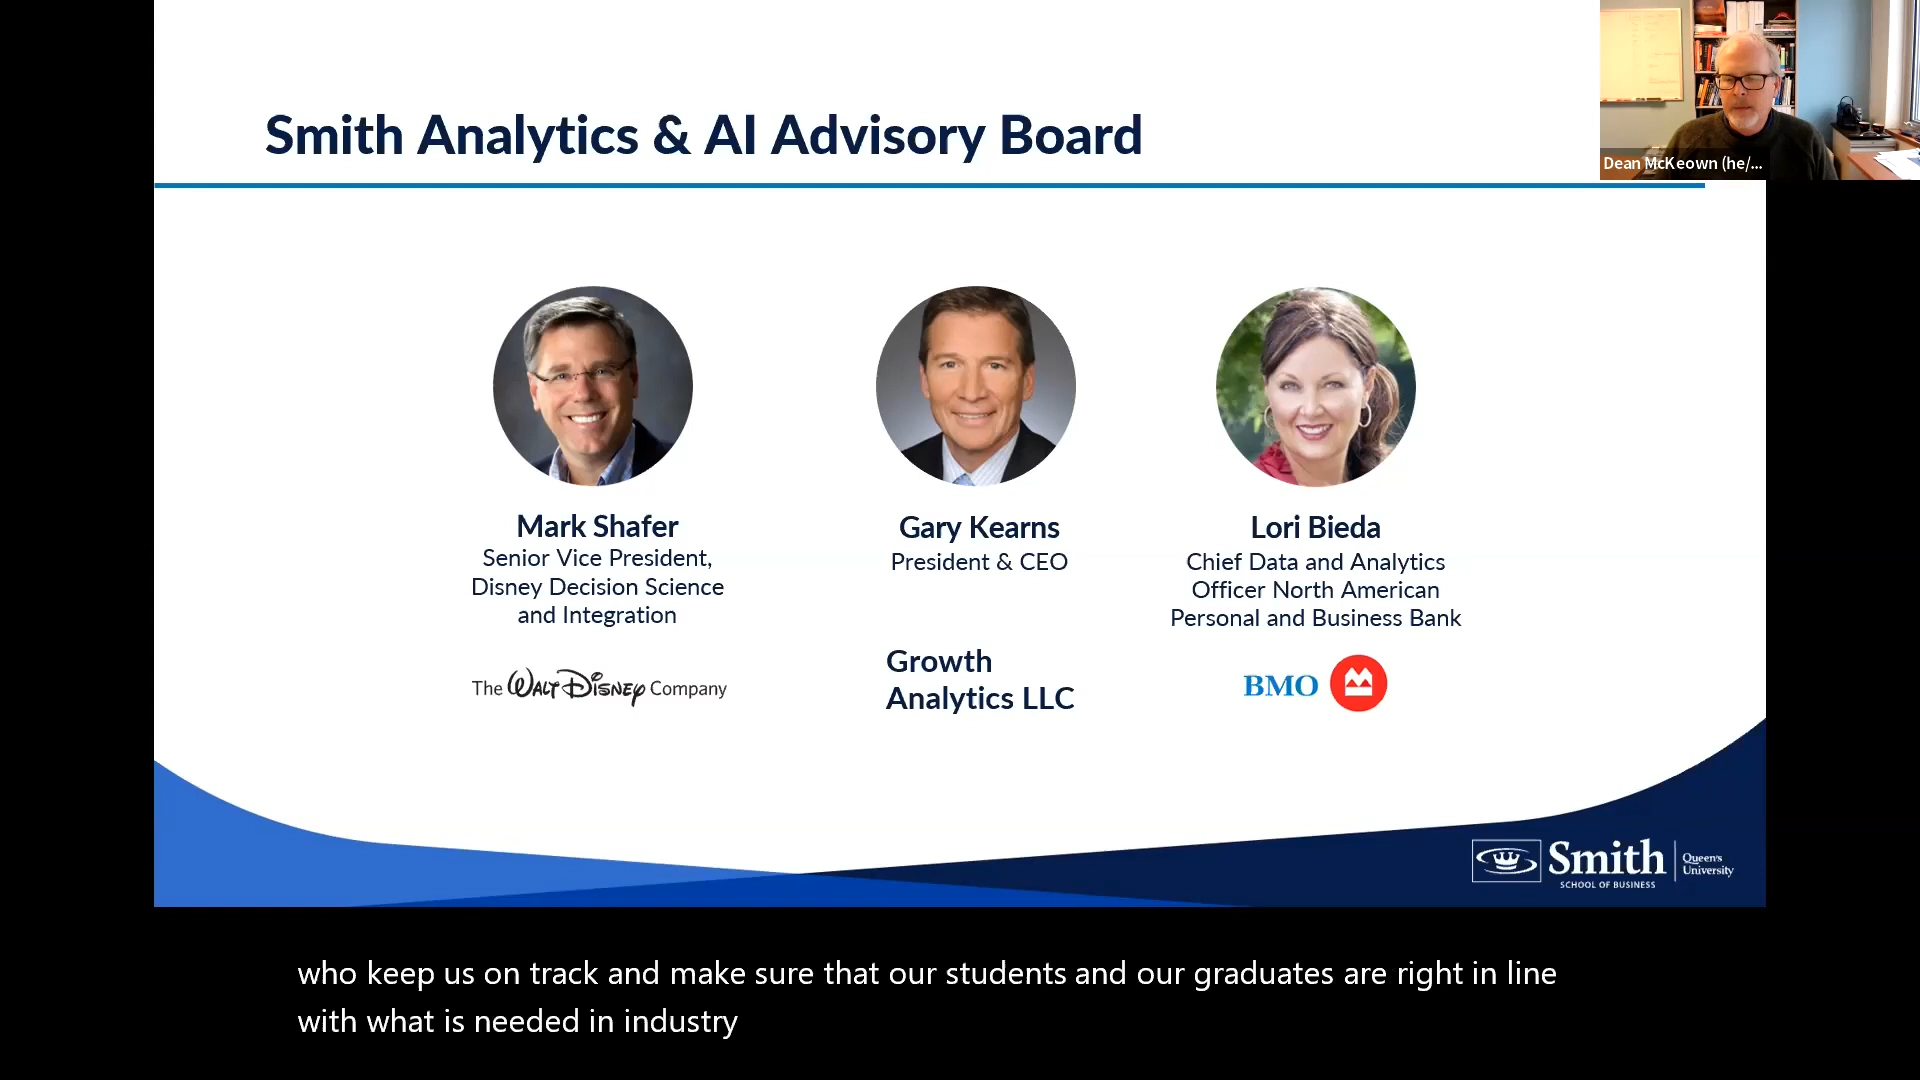 Smith Analytics & AI Advisory Board
Dean McKeown (he/...
Mark Shafer
Senior Vice President,
Disney Decision Science
and Integration
The WALT DISNEY Company
Gary Kearns
President & CEO
Growth
Analytics LLC
Lori Bieda
Chief Data and Analytics
Officer North American
Personal and Business Bank
BMO
Smith
SCHOOL OF BUSINESS
Queen's
University
who keep us on track and make sure that our students and our graduates are right in line
with what is needed in industry